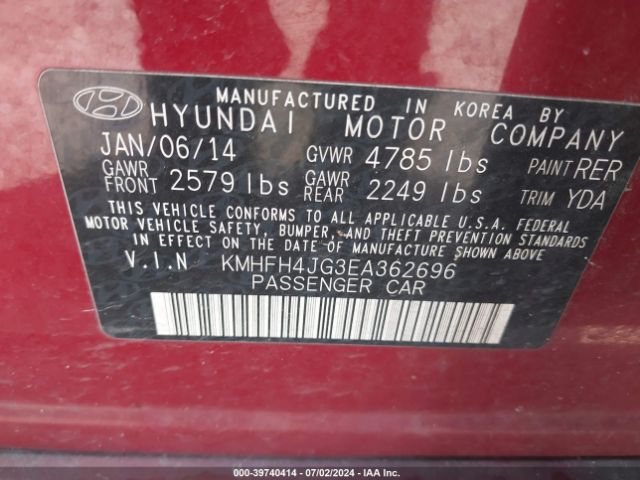 MANUFACTURED IN KOREA BY
HYUNDAI MOTOR COMPANY
JAN/06/14 GVWR 4785 lbs PAINT RER
GAWR FRONT 2579 lbs GAWR REAR 2249 lbs TRIM YDA
THIS VEHICLE CONFORMS TO ALL APPLICABLE U.S.A. FEDERAL
MOTOR VEHICLE SAFETY, BUMPER, AND THEFT PREVENTION STANDARDS
IN EFFECT ON THE DATE OF MANUFACTURE SHOWN ABOVE
V.I.N KMHFH4JG3EA362696
PASSENGER CAR
000-39740414 | 07/02/2024 - IAA Inc.